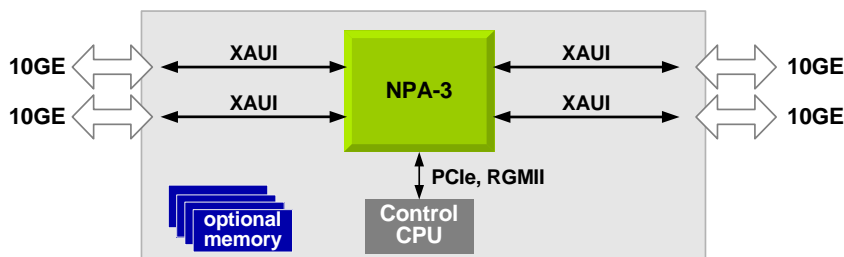 XAUI XAUI
10GE 10GE
NPA-3
XAUI XAUI
10GE 10GE
PCIe, RGMII
optional
memory
Control
CPU